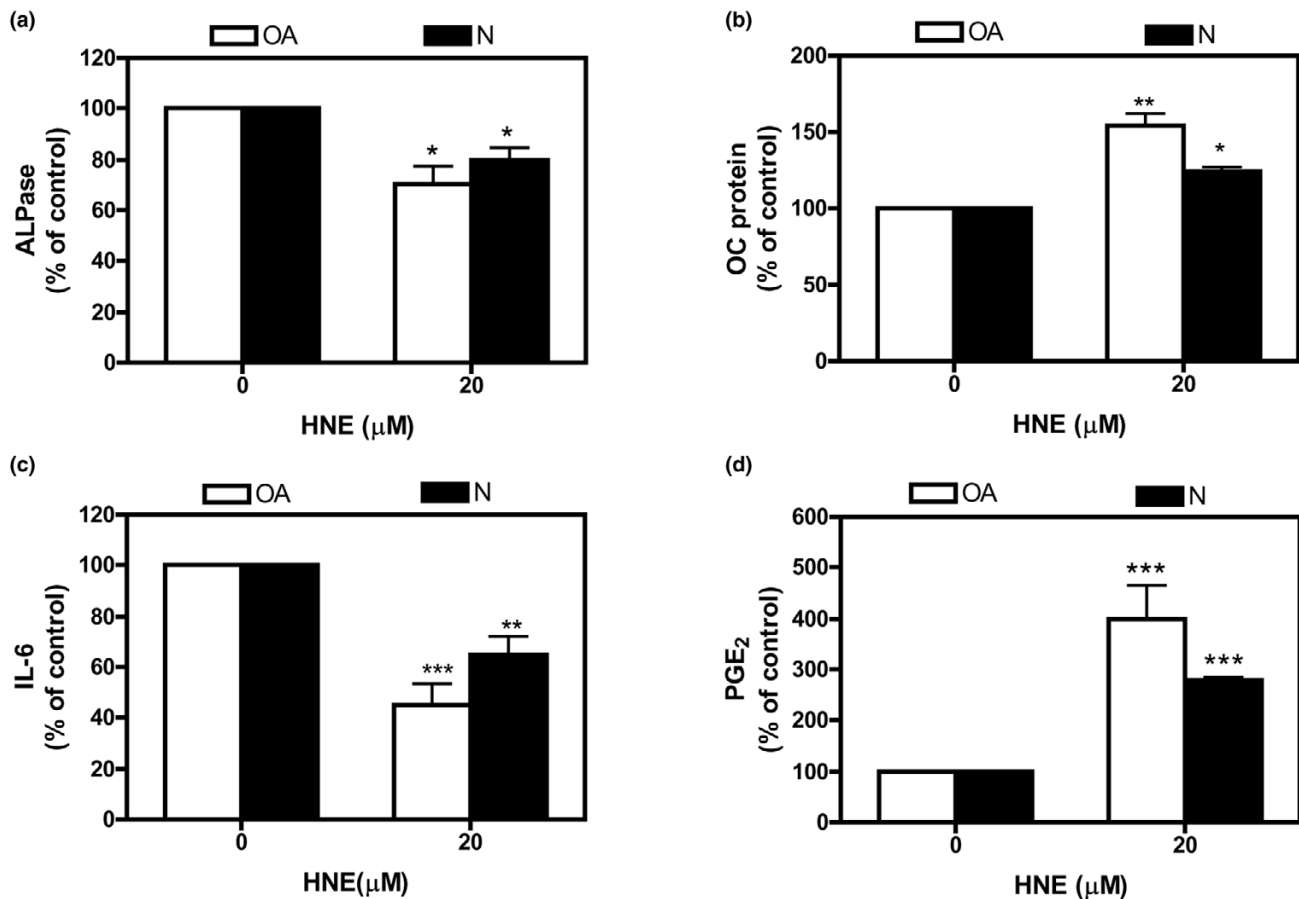 (a)
OA N
120
100
80
60
40
20
0
ALPase
(% of control)
* *
0 20
HNE (μM)
(b)
OA N
200
150
100
50
0
OC protein
(% of control)
** *
0 20
HNE (μM)
(c)
OA N
120
100
80
60
40
20
0
IL-6
(% of control)
*** **
0 20
HNE(μM)
(d)
OA N
600
500
400
300
200
100
0
PGE₂
(% of control)
*** ***
0 20
HNE (μM)